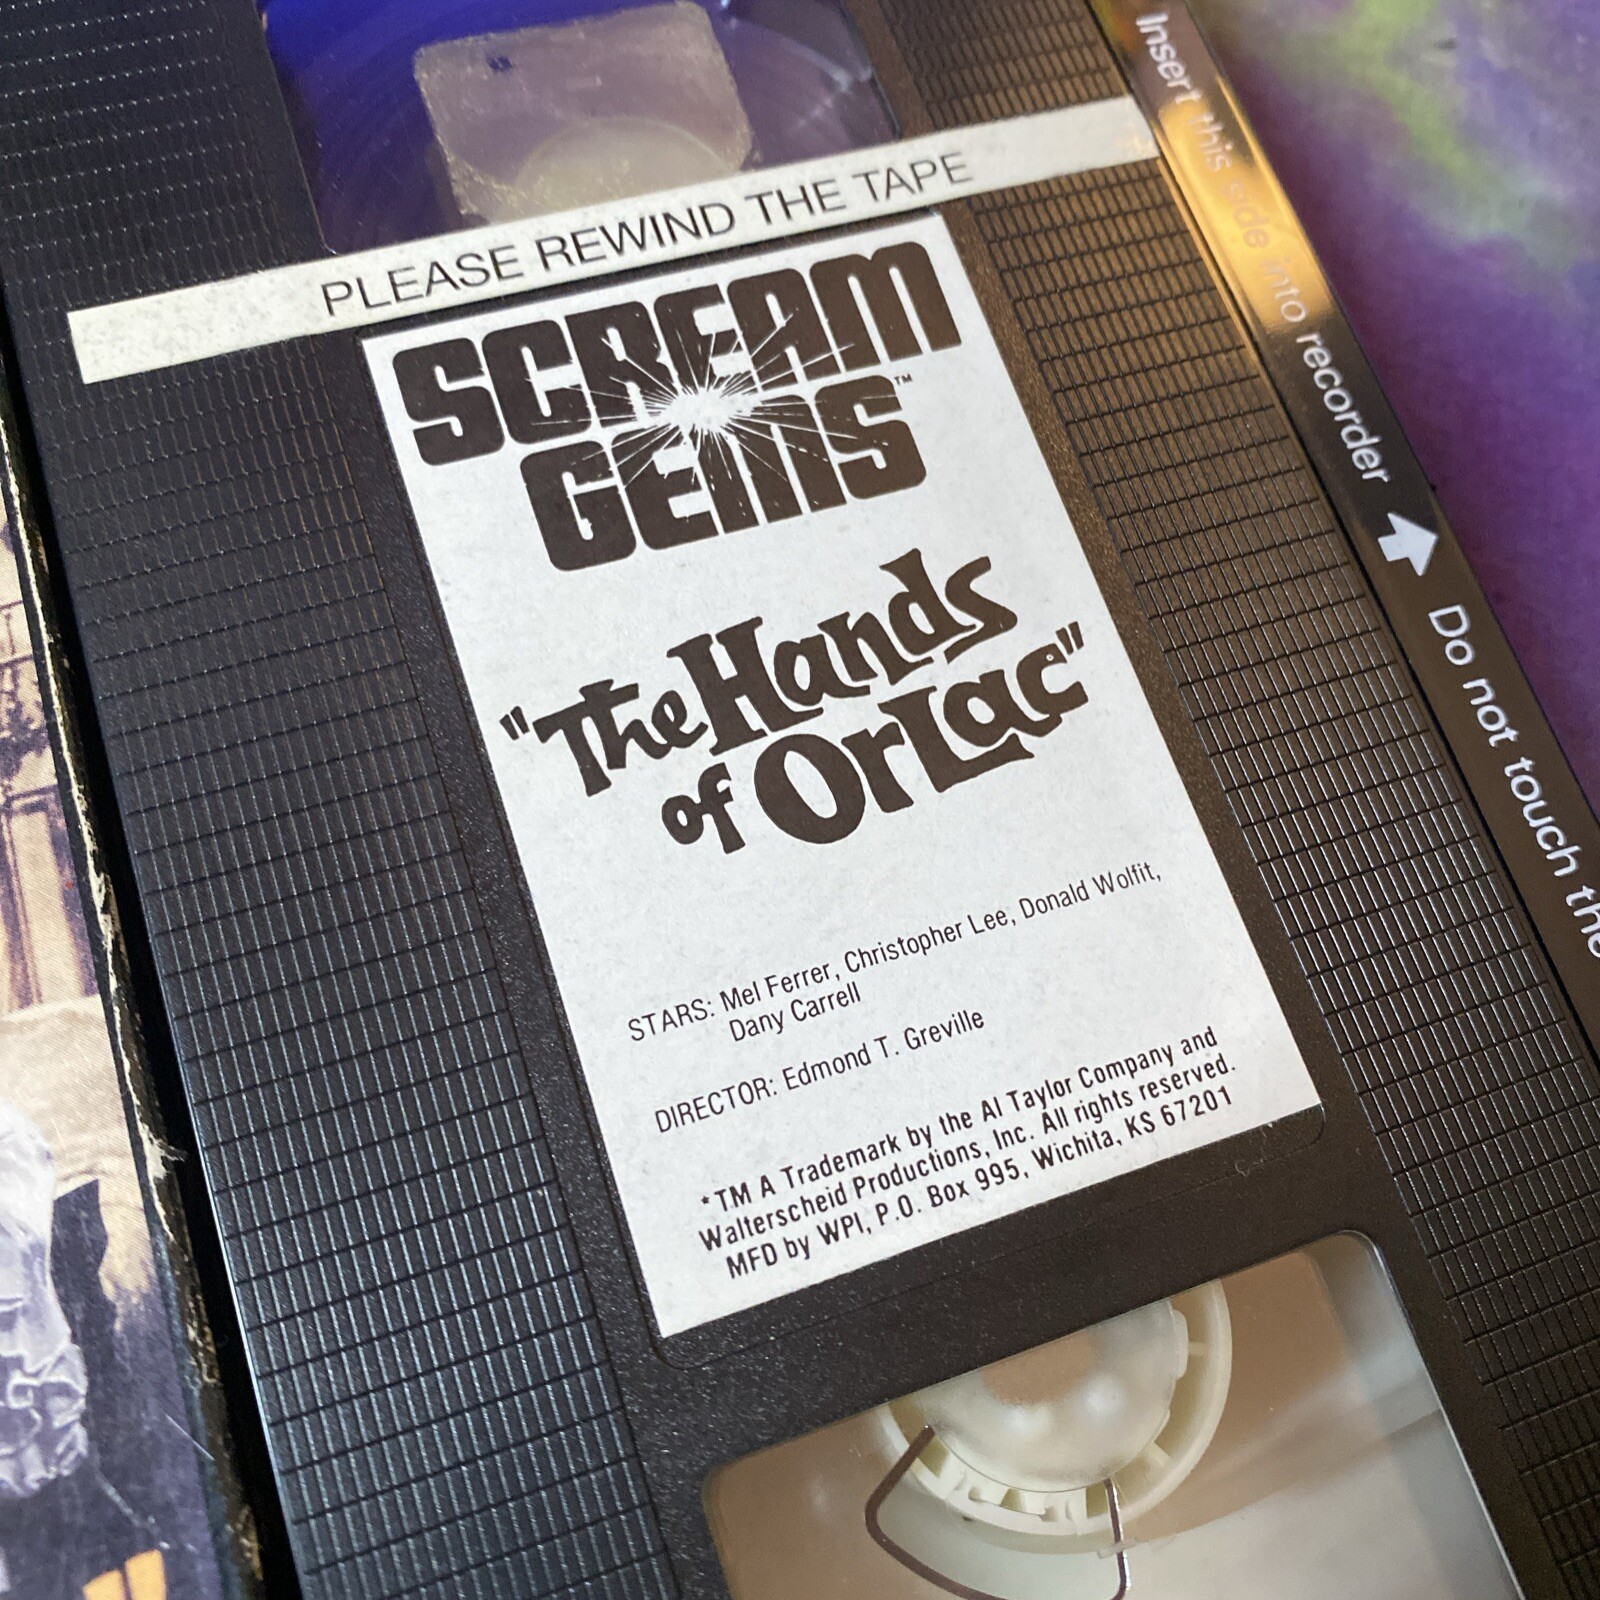 PLEASE REWIND THE TAPE
SCREAM
GEMS™
"The Hands
of Orlac"
STARS: Mel Ferrer, Christopher Lee, Donald Wolfit,
Dany Carrell
DIRECTOR: Edmond T. Greville
*TM A Trademark by the Al Taylor Company and
Walterscheid Productions, Inc. All rights reserved.
MFD by WPI, P.O. Box 995, Wichita, KS 67201
Insert this side into recorder
Do not touch the